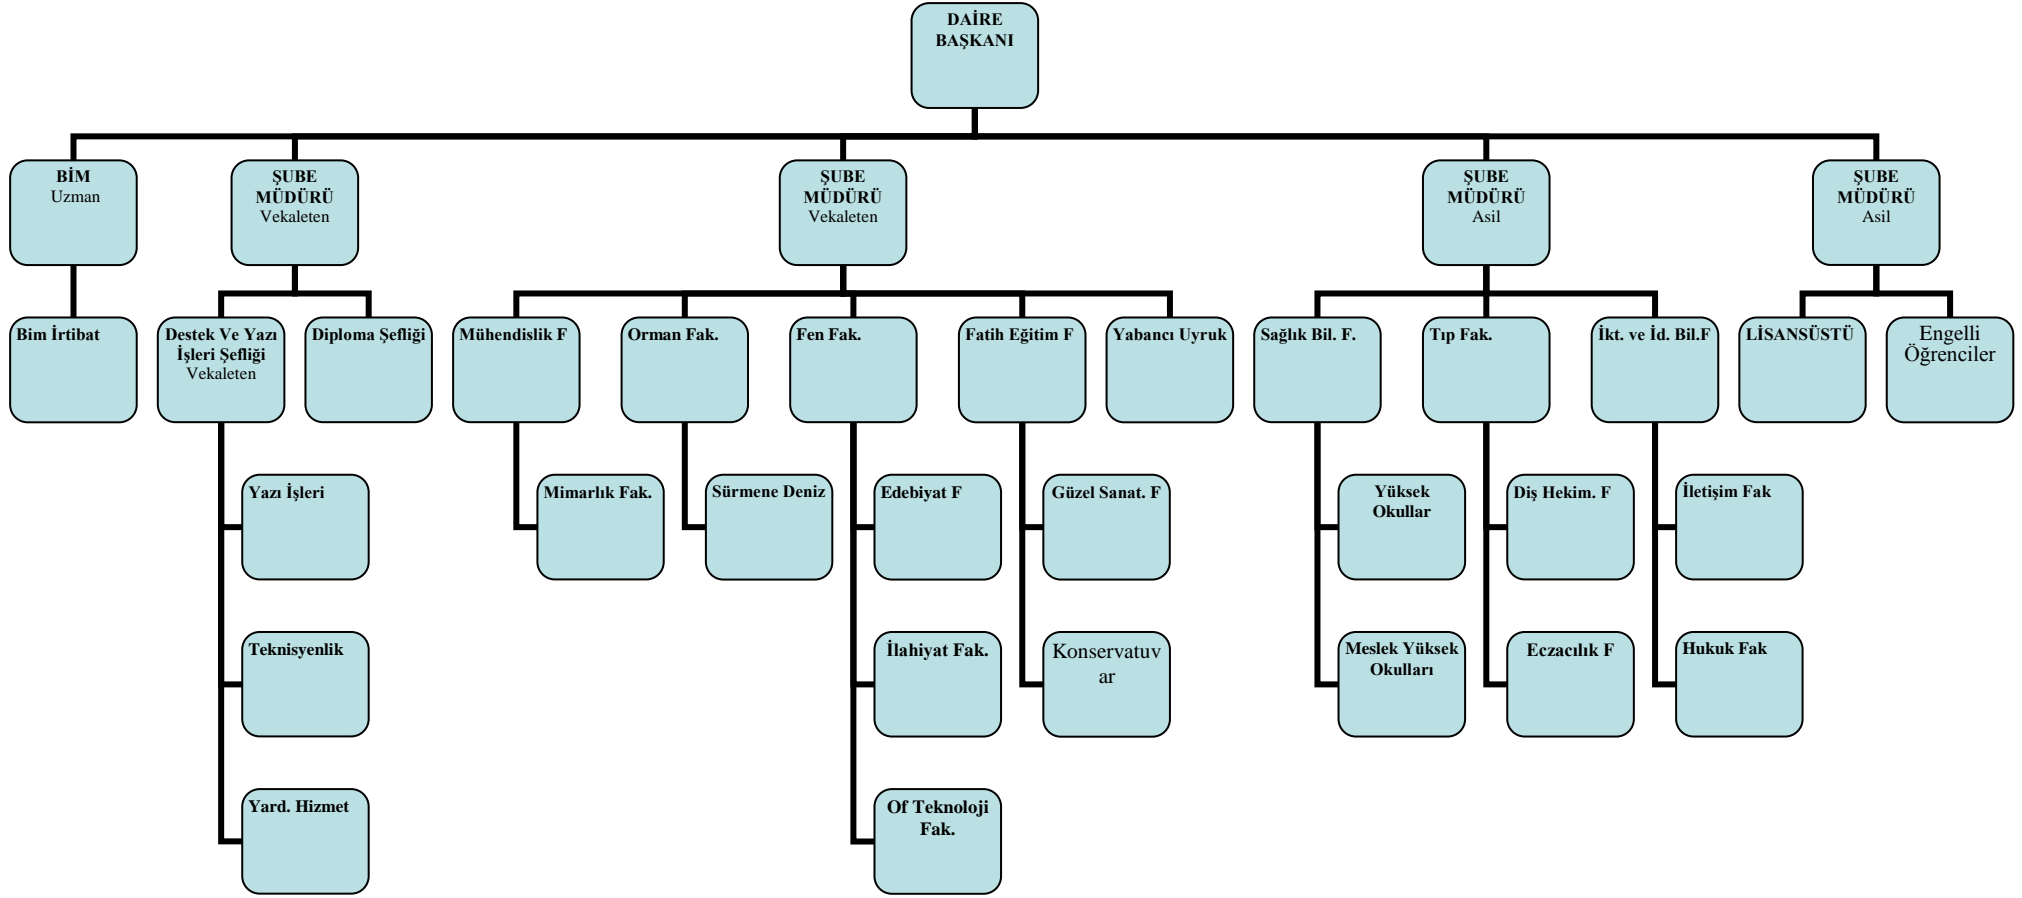 DAİRE
BAŞKANI
BİM
Uzman
ŞUBE
MÜDÜRÜ
Vekaleten
ŞUBE
MÜDÜRÜ
Vekaleten
ŞUBE
MÜDÜRÜ
Asil
ŞUBE
MÜDÜRÜ
Asil
Bim İrtibat
Destek Ve Yazı
İşleri Şefliği
Vekaleten
Diploma Şefliği
Mühendislik F
Orman Fak.
Fen Fak.
Fatih Eğitim F
Yabancı Uyruk
Sağlık Bil. F.
Tıp Fak.
İkt. ve İd. Bil.F
LİSANSÜSTÜ
Engelli
Öğrenciler
Yazı İşleri
Mimarlık Fak.
Sürmene Deniz
Edebiyat F
Güzel Sanat. F
Yüksek
Okullar
Diş Hekim. F
İletişim Fak
Teknisyenlik
İlahiyat Fak.
Konservatuv
ar
Meslek Yüksek
Okulları
Eczacılık F
Hukuk Fak
Yard. Hizmet
Of Teknoloji
Fak.